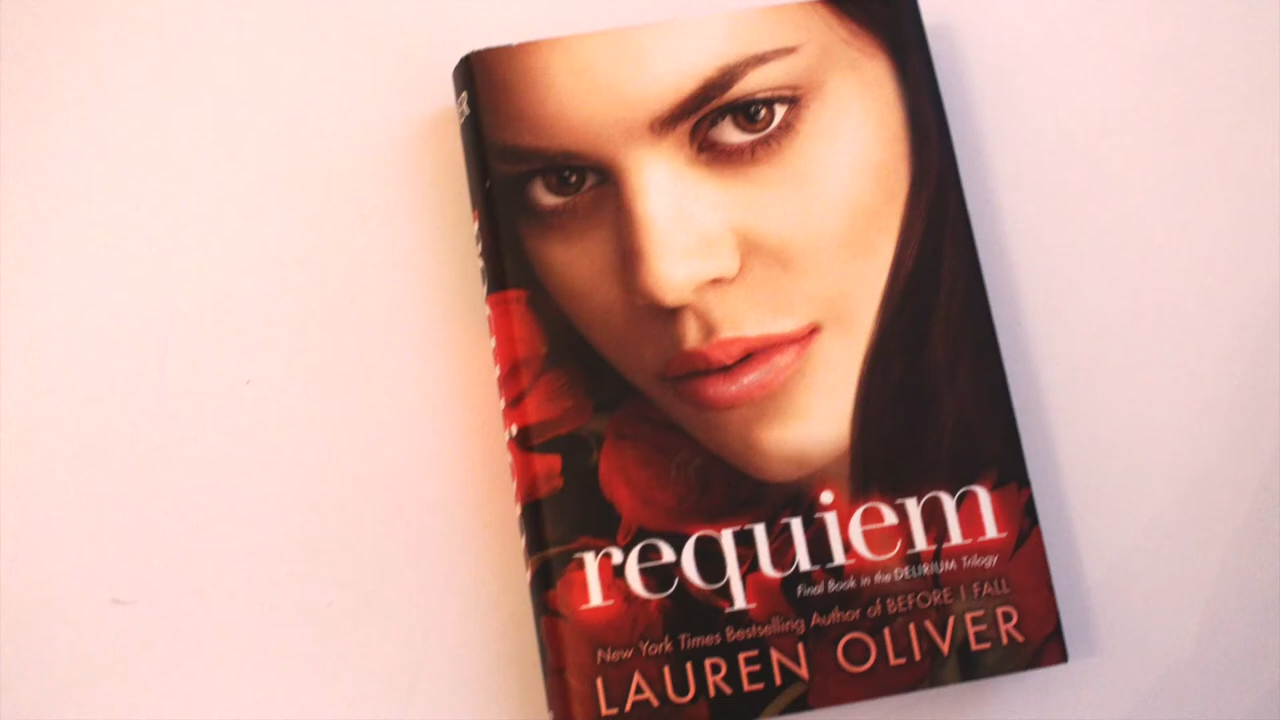 requiem
Final Book in the DELIRIUM Trilogy
New York Times Bestselling Author of BEFORE I FALL
LAUREN OLIVER